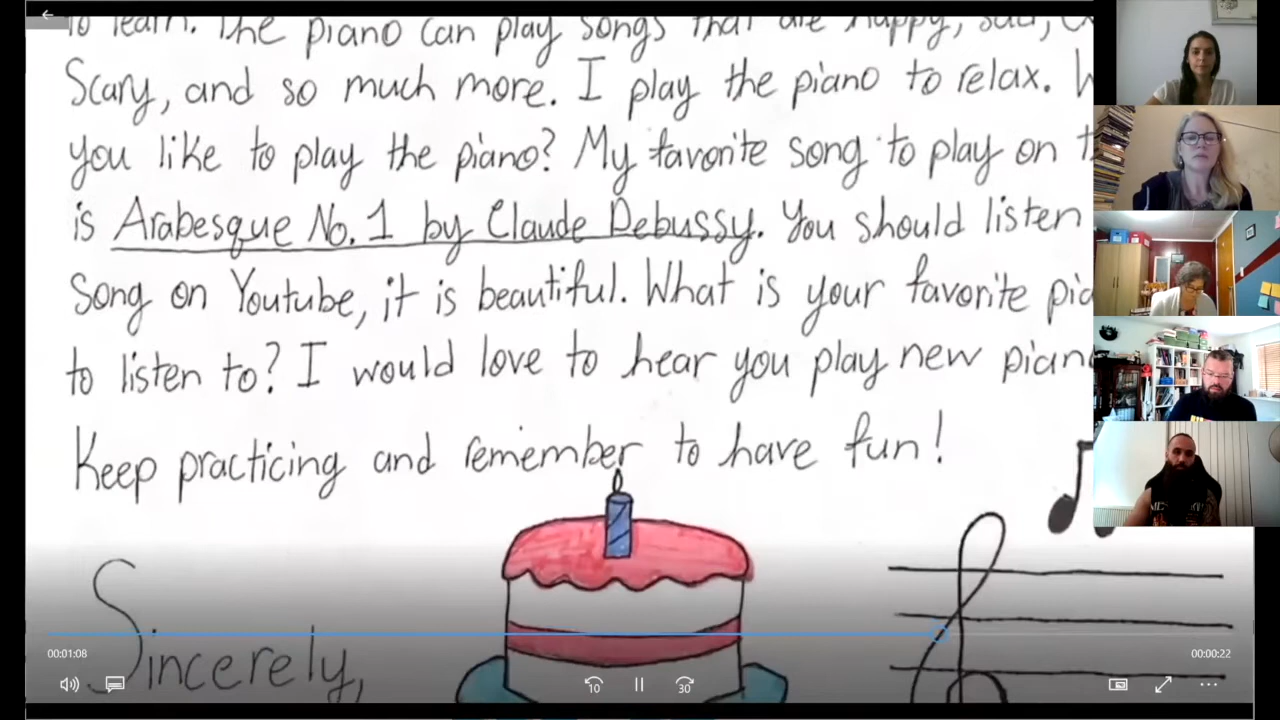 to learn. The piano can play songs that are happy, sad,
Scary, and so much more. I play the piano to relax.
you like to play the piano? My favorite song to play on
is Arabesque No. 1 by Claude Debussy. You should listen
Song on Youtube, it is beautiful. What is your favorite
to listen to? I would love to hear you play new
Keep practicing and remember to have fun!
Sincerely,
00:01:08
00:00:22
10
30